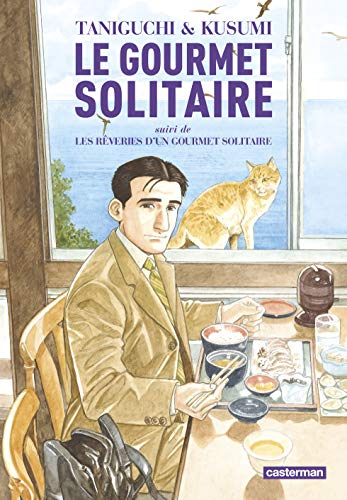 TANIGUCHI & KUSUMI
LE GOURMET
SOLITAIRE
suivi de
LES RÊVERIES D'UN GOURMET SOLITAIRE
casterman